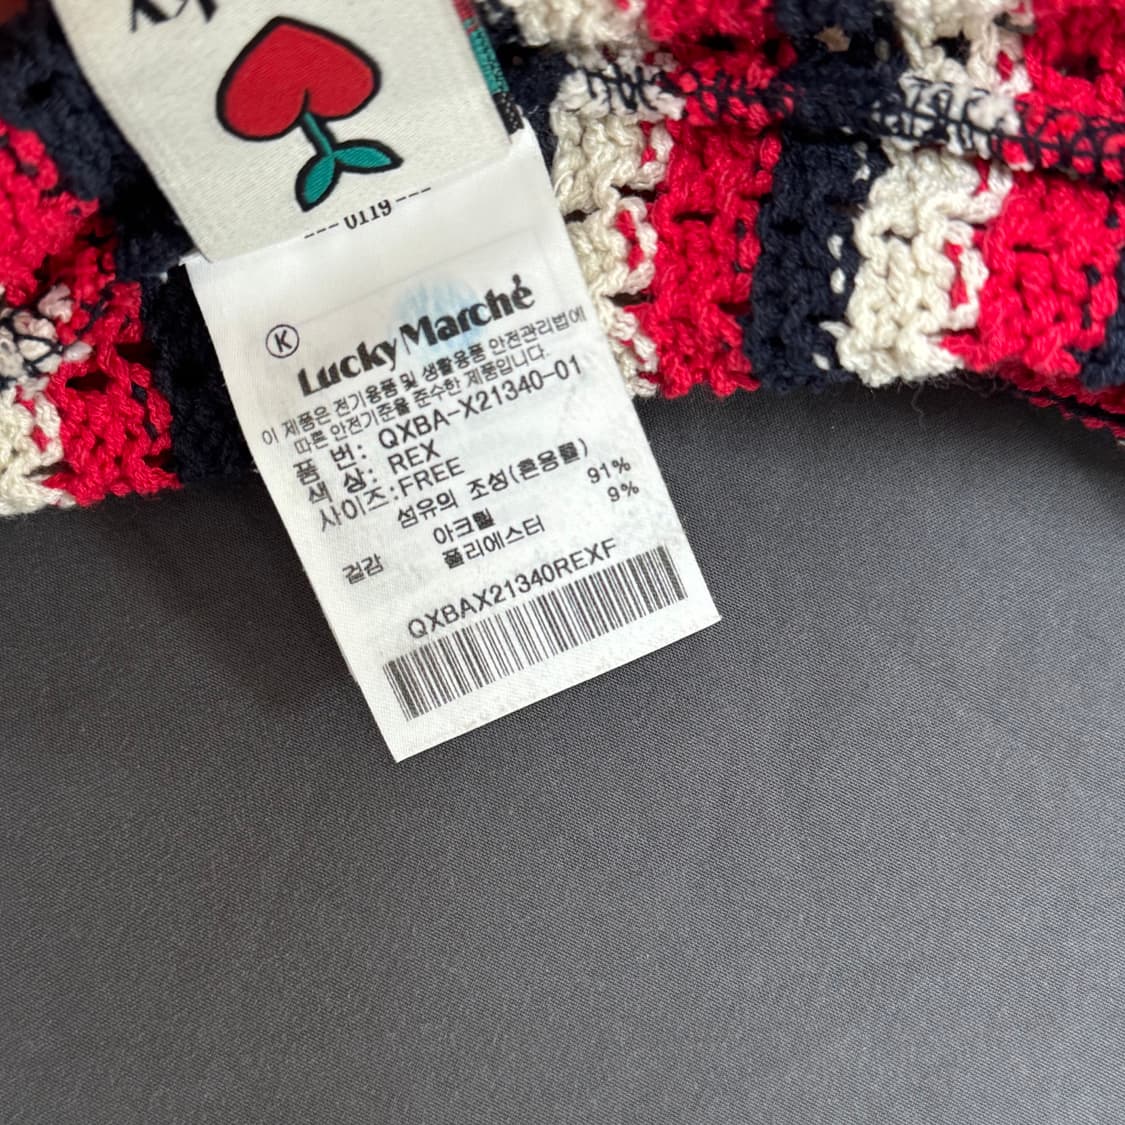 --- 0119 ---
K
Lucky Marché
이 제품은 전기용품 및 생활용품 안전관리법에
따른 안전기준을 준수한 제품입니다.
품 번: QXBA-X21340-01
색 상: REX
사이즈:FREE
섬유의 조성(혼용률)
겉감 아크릴 91%
폴리에스터 9%
QXBAX21340REXF